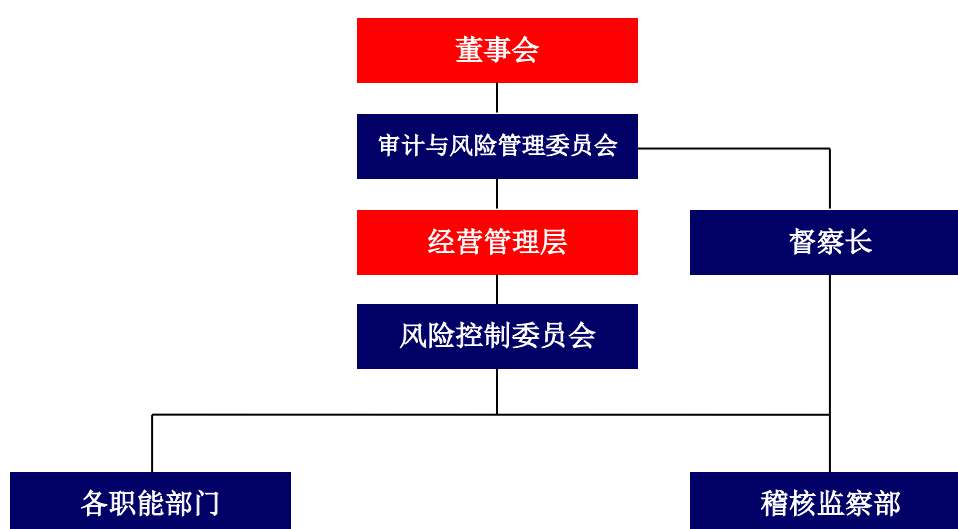 董事会
审计与风险管理委员会
经营管理层
督察长
风险控制委员会
各职能部门
稽核监察部